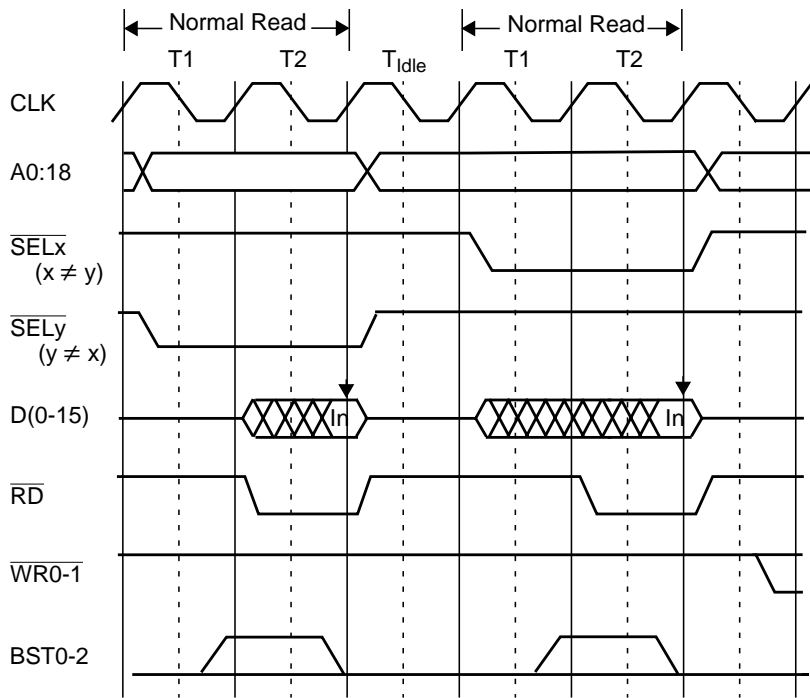 Normal Read Normal Read
T1 T2 TIdle T1 T2
CLK
A0:18
SELx
(x ≠ y)
SELy
(y ≠ x)
D(0-15) In In
RD
WR0-1
BST0-2